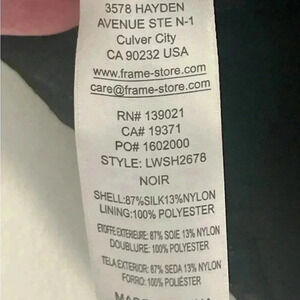 3578 HAYDEN
AVENUE STE N-1
Culver City
CA 90232 USA
www.frame-store.com
care@frame-store.com
RN# 139021
CA# 19371
PO# 1602000
STYLE: LWSH2678
NOIR
SHELL:87%SILK13%NYLON
LINING:100% POLYESTER
ETOFFE EXTERIEURE: 87% SOIE 13% NYLON
DOUBLURE: 100% POLYESTER
TELA EXTERIOR: 87% SEDA 13% NYLON
FORRO: 100% POLIÉSTER